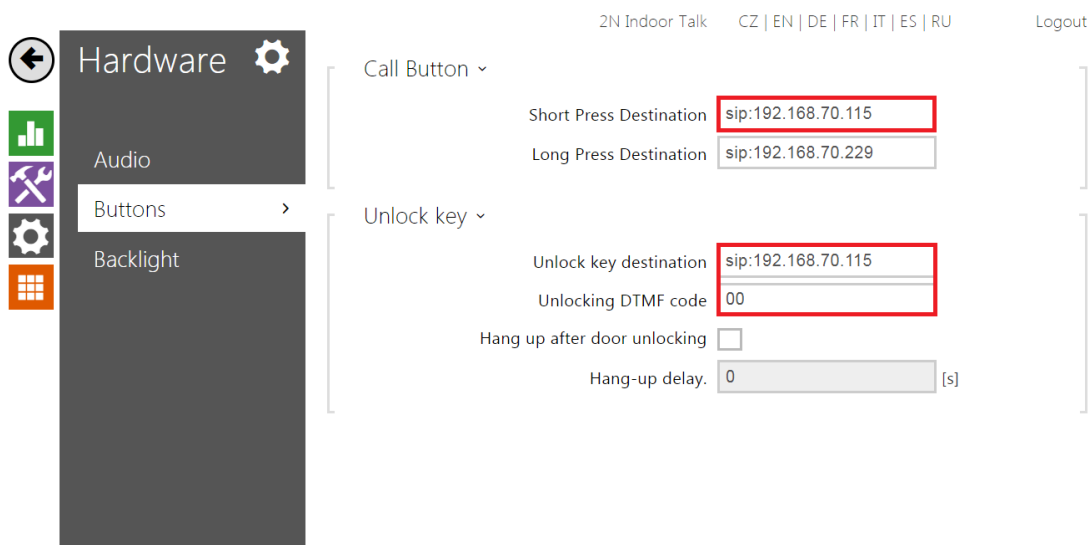 2N Indoor Talk CZ | EN | DE | FR | IT | ES | RU Logout
Hardware
Audio
Buttons
Backlight
Call Button
Short Press Destination sip:192.168.70.115
Long Press Destination sip:192.168.70.229
Unlock key
Unlock key destination sip:192.168.70.115
Unlocking DTMF code 00
Hang up after door unlocking
Hang-up delay. 0 [s]